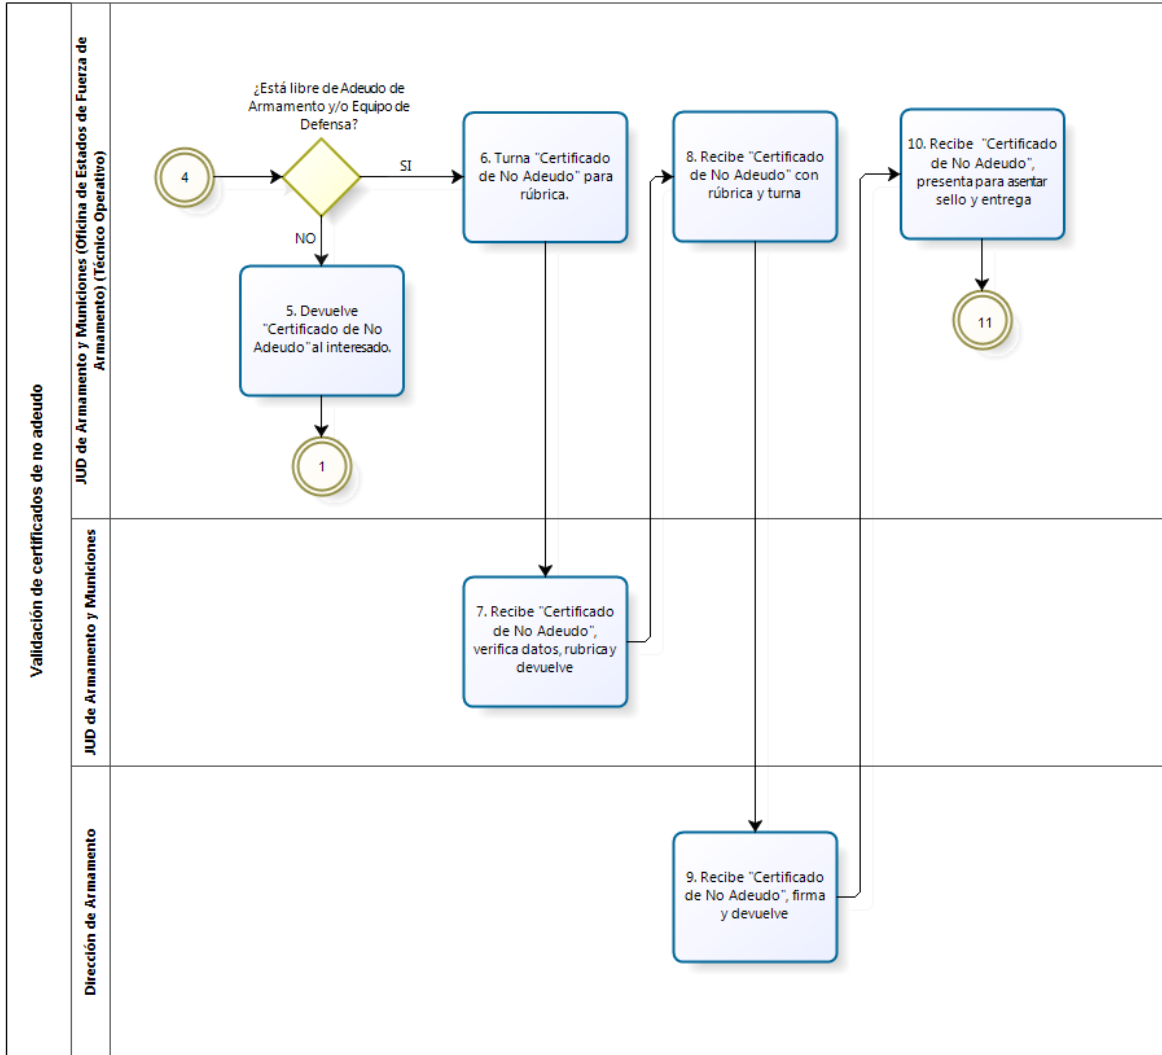 Validación de certificados de no adeudo
JUD de Armamento y Municiones (Oficina de Estados de Fuerza de
Armamento) (Técnico Operativo)
¿Está libre de Adeudo de
Armamento y/o Equipo de
Defensa?
4
SI
NO
5. Devuelve
"Certificado de No
Adeudo" al interesado.
1
6. Turna "Certificado
de No Adeudo" para
rúbrica.
8. Recibe "Certificado
de No Adeudo" con
rúbrica y turna
10. Recibe "Certificado
de No Adeudo",
presenta para asentar
sello y entrega
11
JUD de Armamento y Municiones
7. Recibe "Certificado
de No Adeudo",
verifica datos, rubrica y
devuelve
Dirección de Armamento
9. Recibe "Certificado
de No Adeudo", firma
y devuelve